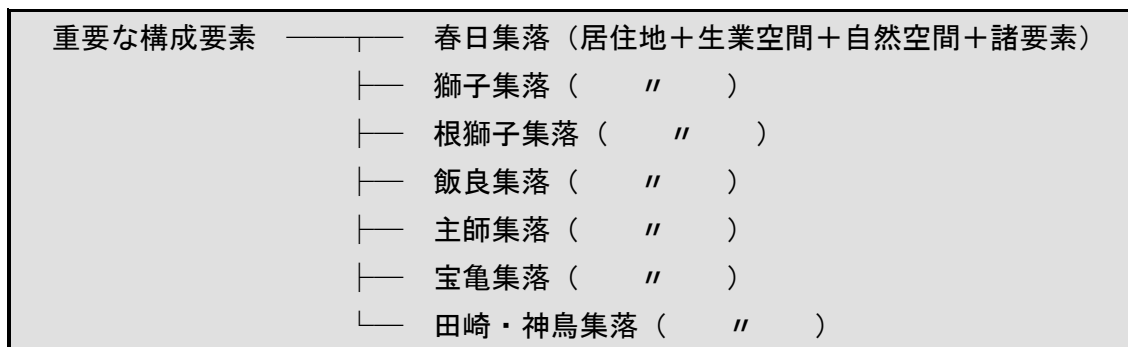 重要な構成要素 ──┬─ 春日集落（居住地＋生業空間＋自然空間＋諸要素）
├─ 獅子集落（　　〃　　）
├─ 根獅子集落（　　〃　　）
├─ 飯良集落（　　〃　　）
├─ 主師集落（　　〃　　）
├─ 宝亀集落（　　〃　　）
└─ 田崎・神鳥集落（　　〃　　）